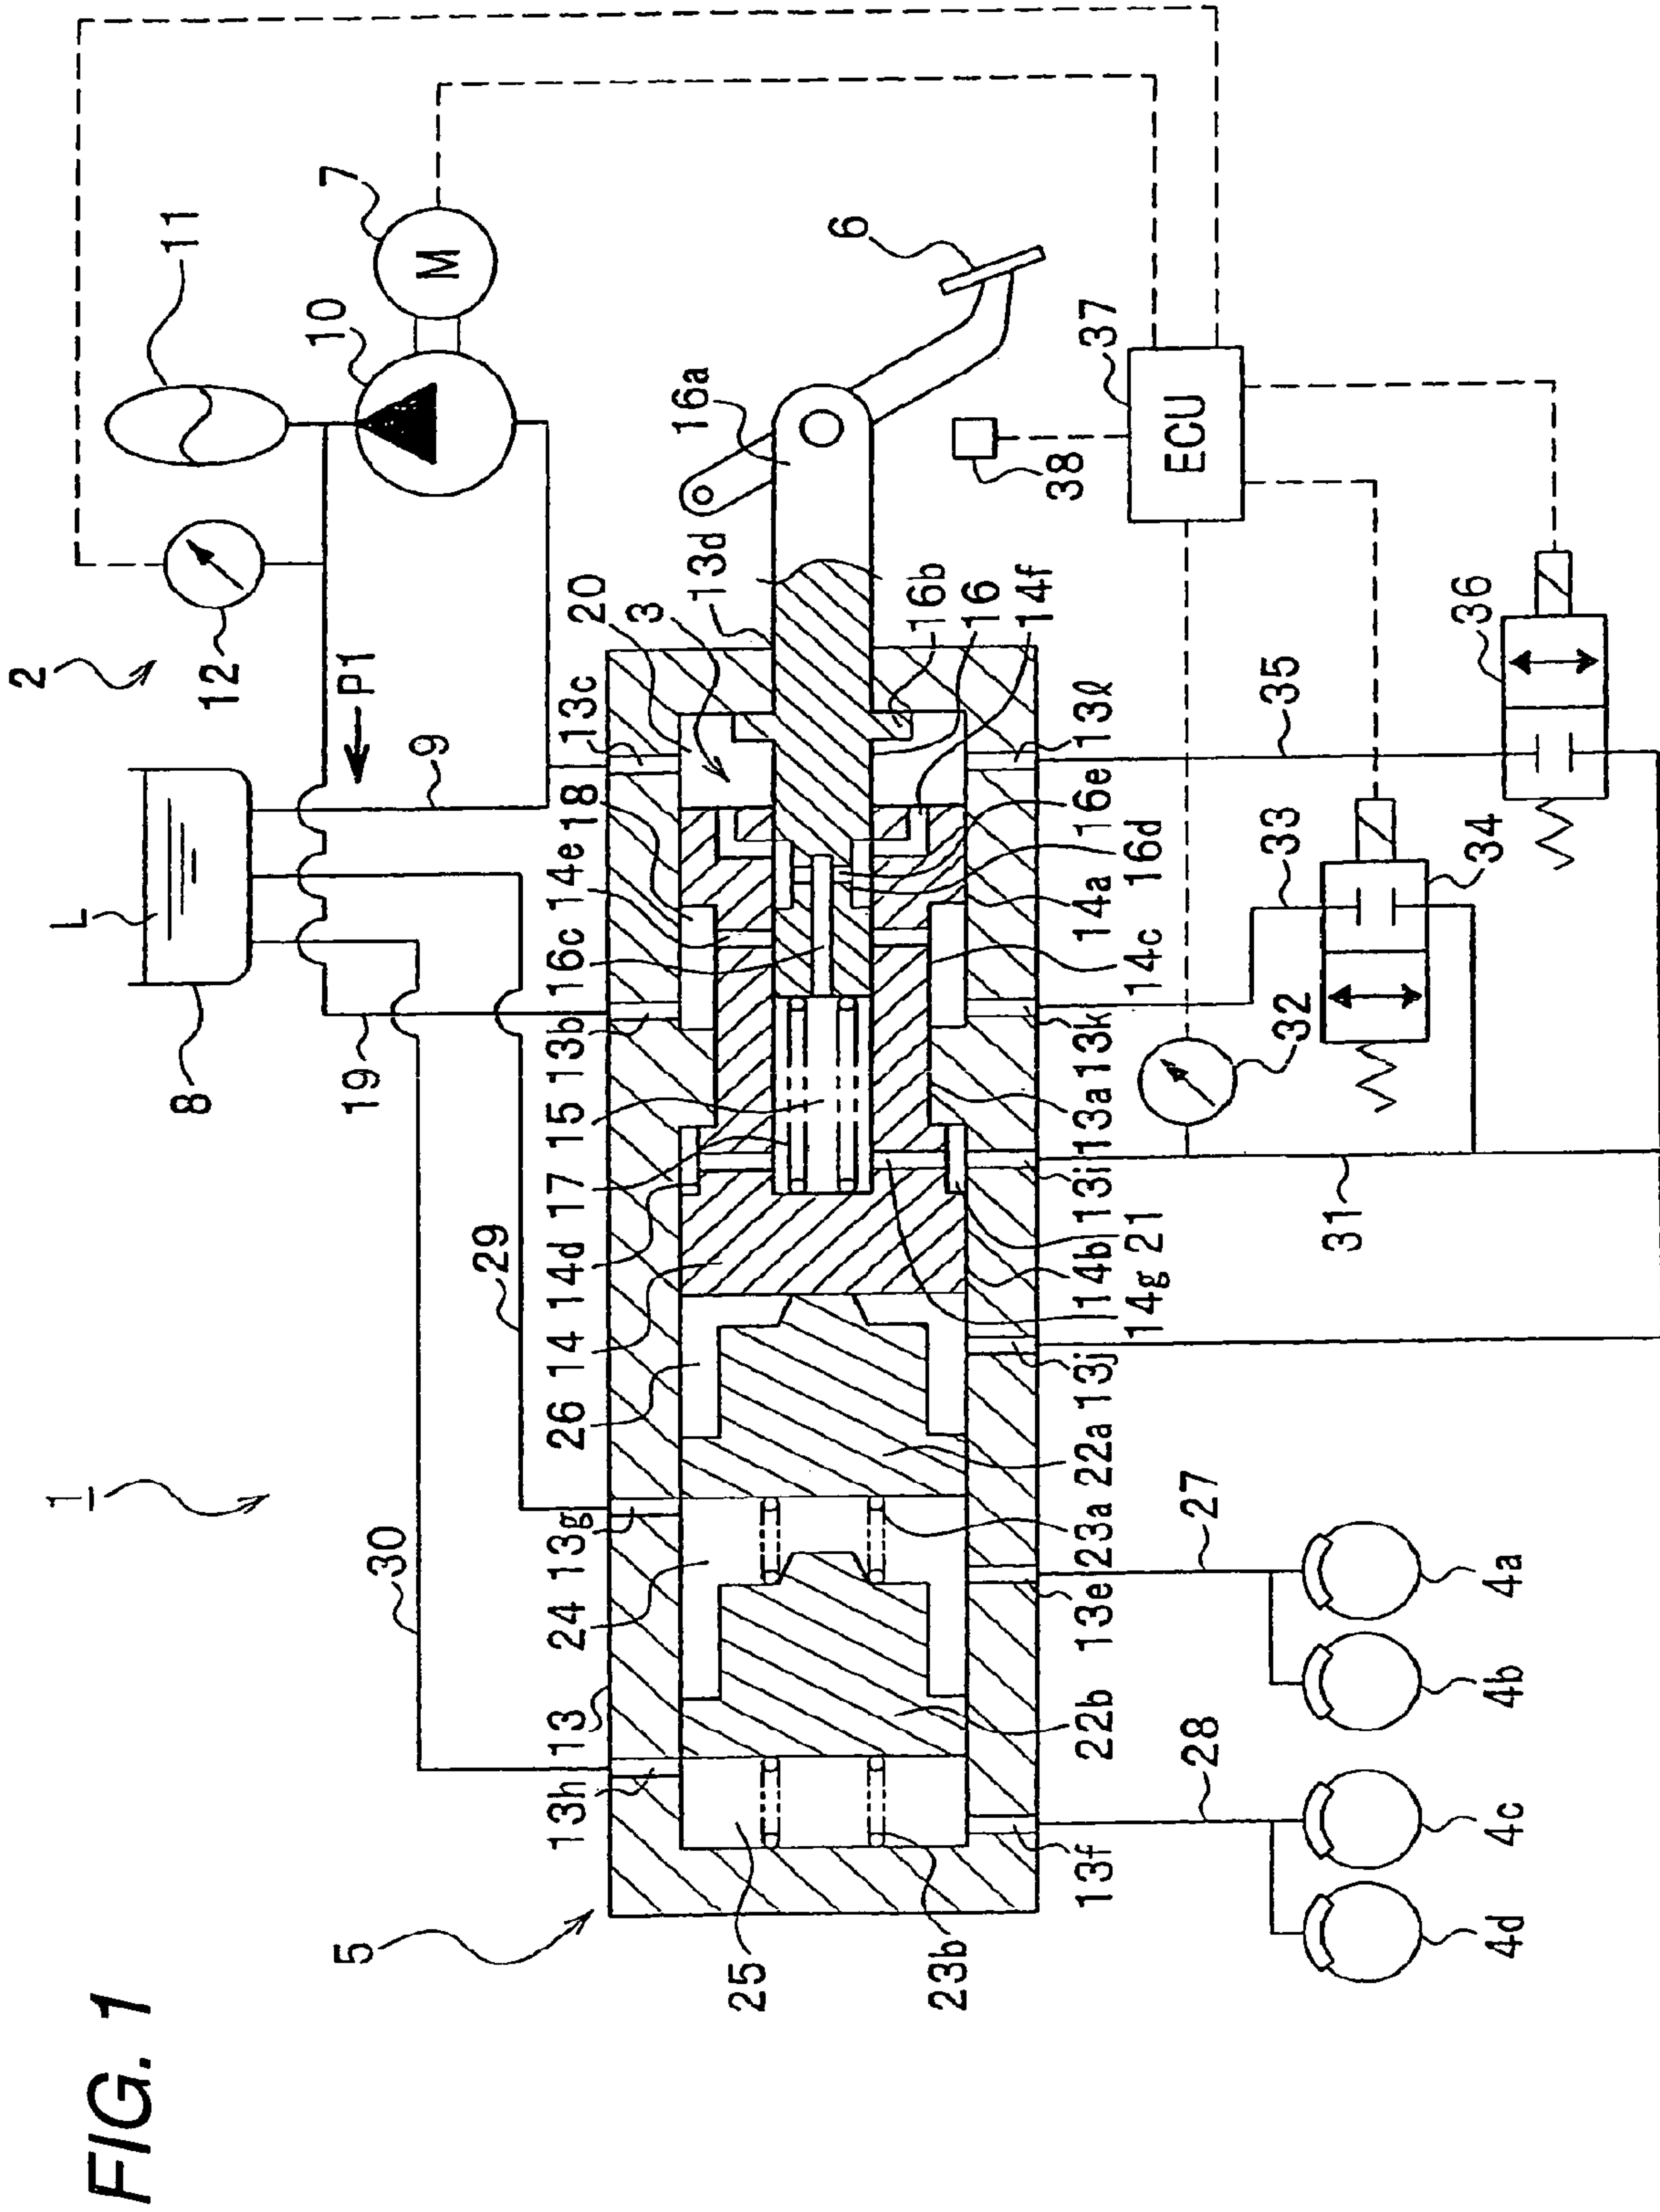 FIG. 1
2
1
L
11
8
12
10
7
5
19
P1
30
M
9
29
13h
13
24
13g
26
14
14d
17
15
13b
16c
14e
18
13c
20
3
16a
13d
25
6
23b
16b
16
14f
38
37
16e
13f
22b
13e
23a
22a
13j
14b
13i
13a
13k
14a
13ℓ
14g
21
14c
16d
ECU
28
27
33
35
32
31
36
34
4d
4c
4b
4a